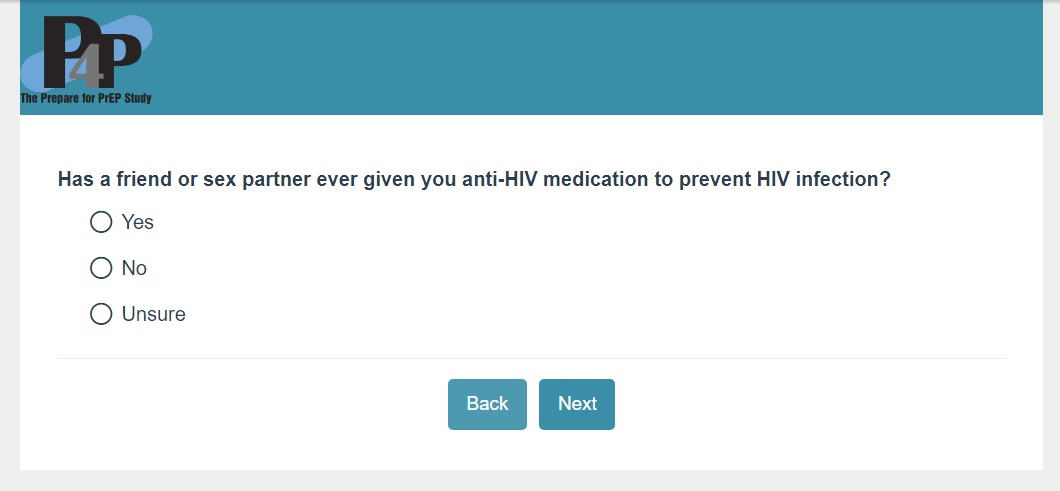 P4P
The Prepare for PrEP Study
Has a friend or sex partner ever given you anti-HIV medication to prevent HIV infection?
Yes
No
Unsure
Back Next